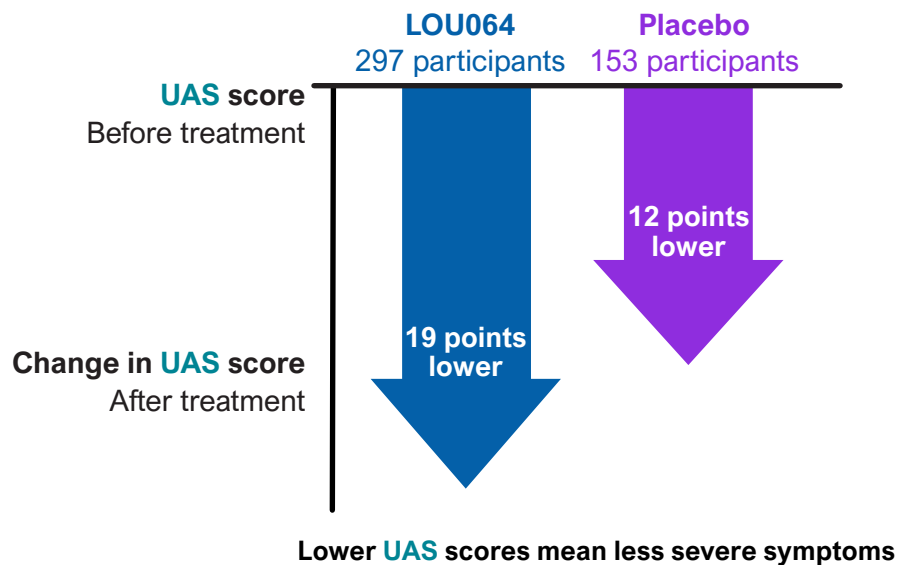 LOU064
297 participants
Placebo
153 participants
UAS score
Before treatment
12 points
lower
19 points
lower
Change in UAS score
After treatment
Lower UAS scores mean less severe symptoms